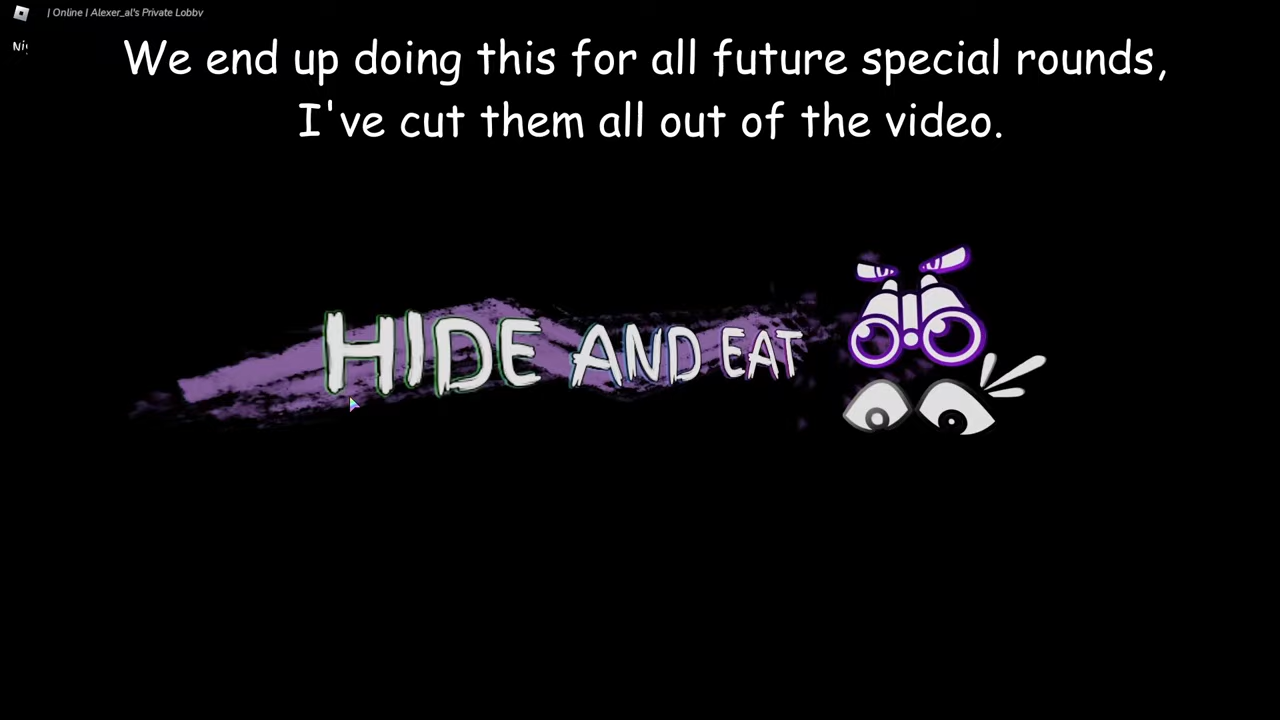 | Online | Alexer_al's Private Lobby
We end up doing this for all future special rounds,
I've cut them all out of the video.
HIDE AND EAT